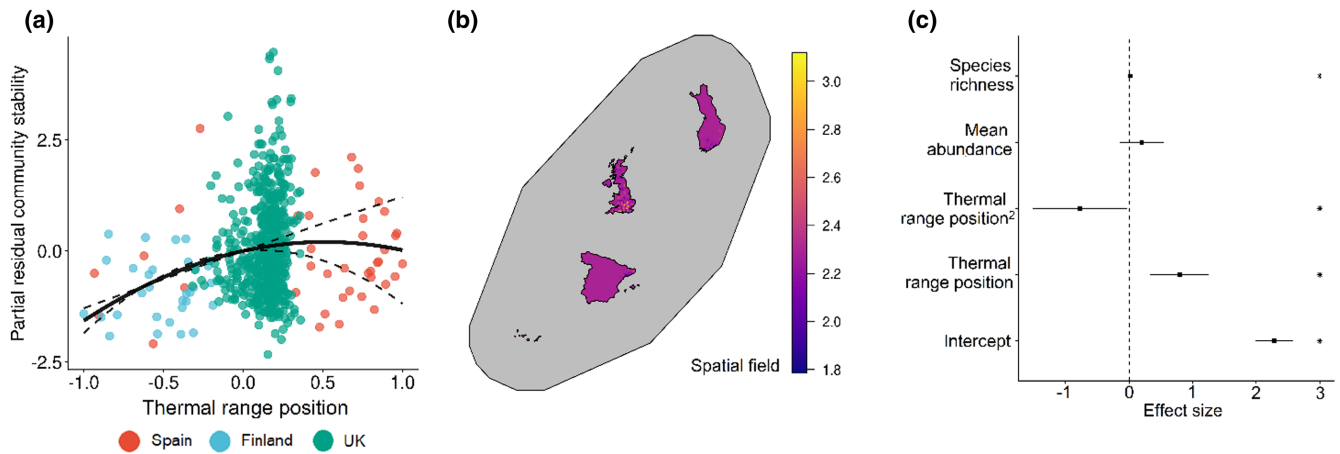 (a)
Partial residual community stability
2.5
0.0
-2.5
-1.0 -0.5 0.0 0.5 1.0
Thermal range position
Spain Finland UK
(b)
3.0
2.8
2.6
2.4
2.2
2.0
1.8
Spatial field
(c)
Species
richness
*
Mean
abundance
Thermal
range position2
*
Thermal
range position
*
Intercept
*
-1 0 1 2 3
Effect size